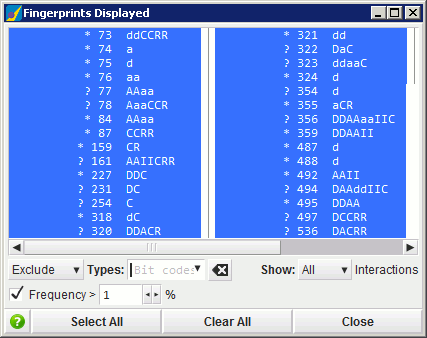 Fingerprints Displayed
* 73 ddCCRR
* 74 a
* 75 d
* 76 aa
? 77 AAaa
? 78 AaaCCR
* 84 AAaa
* 87 CCRR
* 159 CR
? 161 AAIICRR
* 227 DDC
? 231 DC
? 254 C
* 318 dC
? 320 DDACR
* 321 dd
? 322 DaC
? 323 ddaaC
* 324 d
? 354 d
* 355 aCR
? 356 DDAAaaIIC
* 359 DDAAII
* 487 d
* 488 d
* 492 AAII
? 494 DAAddIIC
* 495 DDAA
? 497 DCCRR
? 536 DACRR
Exclude Types: Bit codes Show: All Interactions
Frequency > 1 %
? Select All Clear All Close